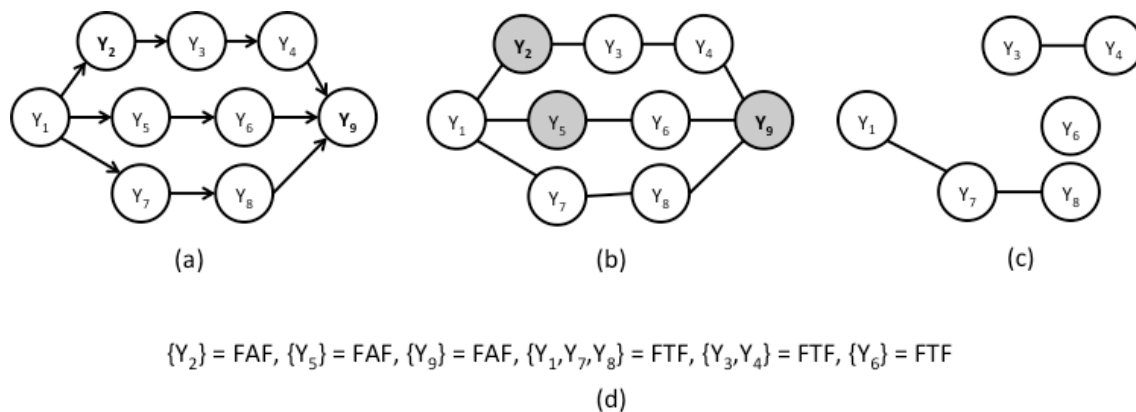 Y₂ Y₃ Y₄
Y₁ Y₅ Y₆ Y₉
Y₇ Y₈
(a)
Y₂ Y₃ Y₄
Y₁ Y₅ Y₆ Y₉
Y₇ Y₈
(b)
Y₃ Y₄
Y₁ Y₆
Y₇ Y₈
(c)
{Y₂} = FAF, {Y₅} = FAF, {Y₉} = FAF, {Y₁,Y₇,Y₈} = FTF, {Y₃,Y₄} = FTF, {Y₆} = FTF
(d)